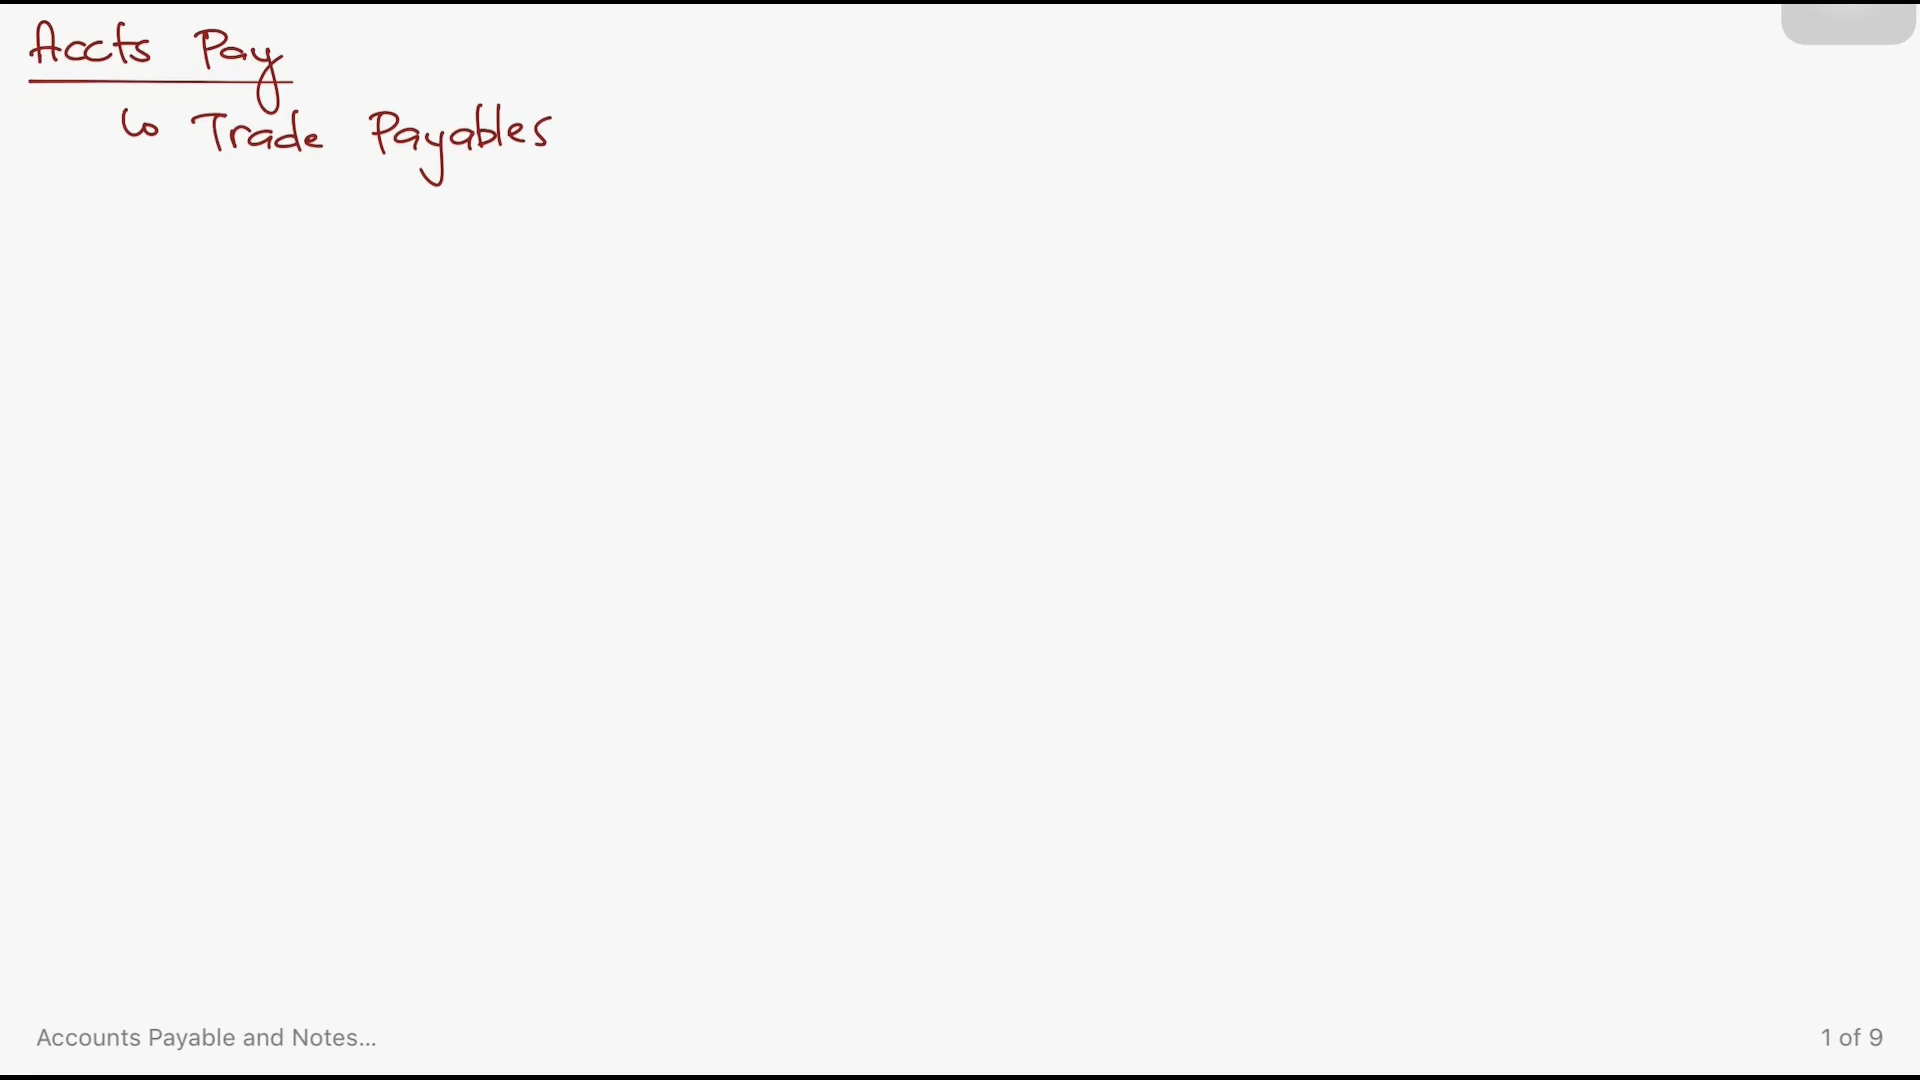 Accts Pay
↳ Trade Payables
Accounts Payable and Notes...
1 of 9